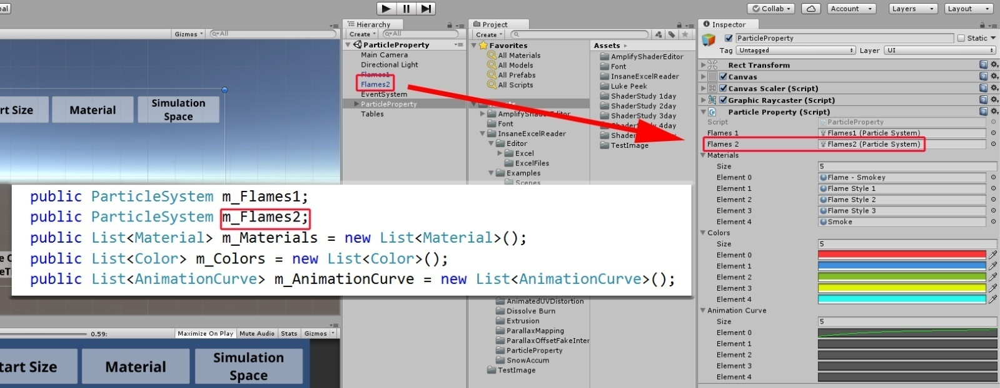 Collab
Account
Layers
Layout
Gizmos
All
rt Size
Material
Simulation
Space
Hierarchy
Create
All
ParticleProperty
Main Camera
Directional Light
Flames1
Flames2
EventSystem
ParticleProperty
Tables
Project
Create
Favorites
All Materials
All Models
All Prefabs
All Scripts
AmplifyShaderEditor
Font
InsaneExcelReader
Editor
Excel
ExcelFiles
Examples
Scenes
AnimatedUVDistortion
Dissolve Burn
Extrusion
ParallaxMapping
ParallaxOffsetFakeInter
ParticleProperty
SnowAccum
TestImage
Assets
AmplifyShaderEditor
Font
InsaneExcelReader
Luke Peek
ShaderStudy 1day
ShaderStudy 2day
ShaderStudy 3day
ShaderStudy 4day
TestImage
Inspector
ParticleProperty
Static
Tag Untagged
Layer UI
Rect Transform
Canvas
Canvas Scaler (Script)
Graphic Raycaster (Script)
Particle Property (Script)
Script ParticleProperty
Flames 1 Flames1 (Particle System)
Flames 2 Flames2 (Particle System)
Materials
Size 5
Element 0 Flame - Smokey
Element 1 Flame Style 1
Element 2 Flame Style 2
Element 3 Flame Style 3
Element 4 Smoke
Colors
Size 5
Element 0
Element 1
Element 2
Element 3
Element 4
Animation Curve
Size 5
Element 0
Element 1
Element 2
Element 3
Element 4
public ParticleSystem m_Flames1;
public ParticleSystem m_Flames2;
public List<Material> m_Materials = new List<Material>();
public List<Color> m_Colors = new List<Color>();
public List<AnimationCurve> m_AnimationCurve = new List<AnimationCurve>();
0.59:
Maximize On Play
Mute Audio
Stats
Gizmos
tart Size
Material
Simulation
Space